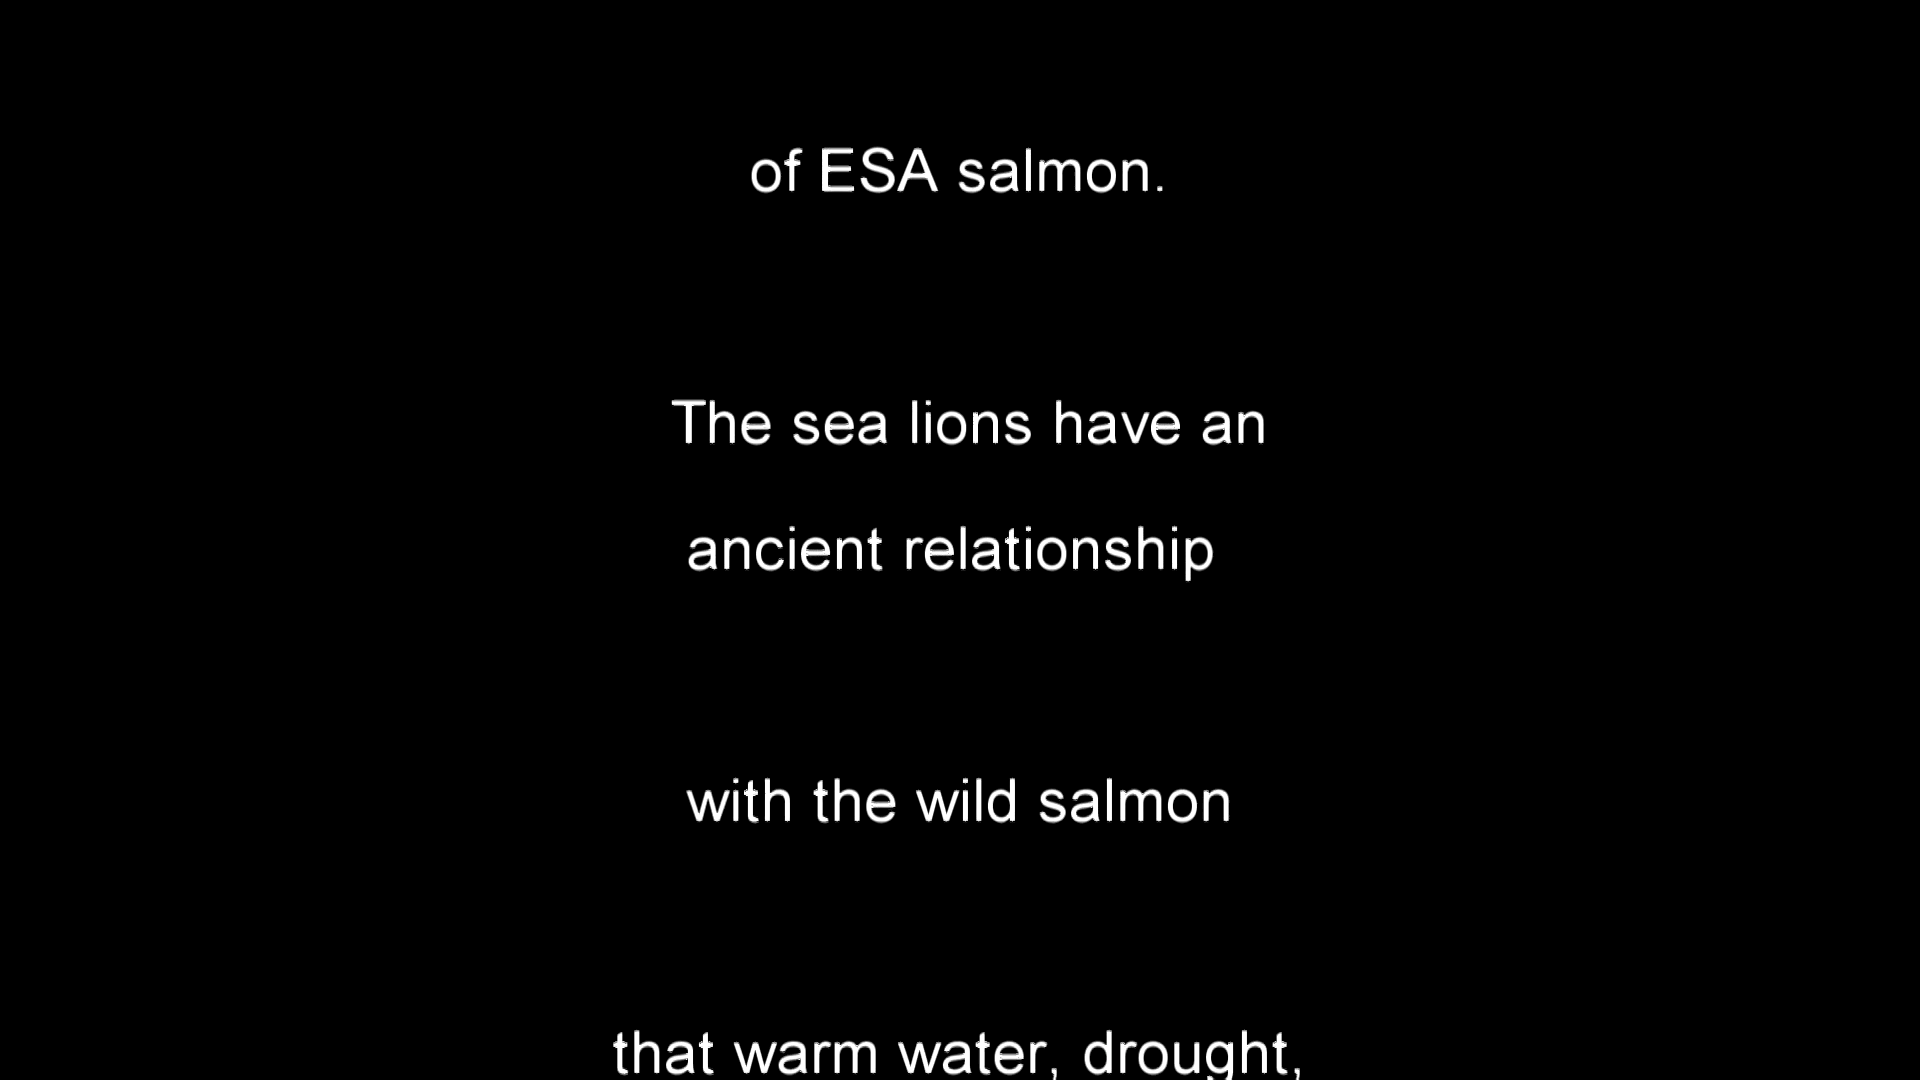 of ESA salmon.
The sea lions have an
ancient relationship
with the wild salmon
that warm water, drought,